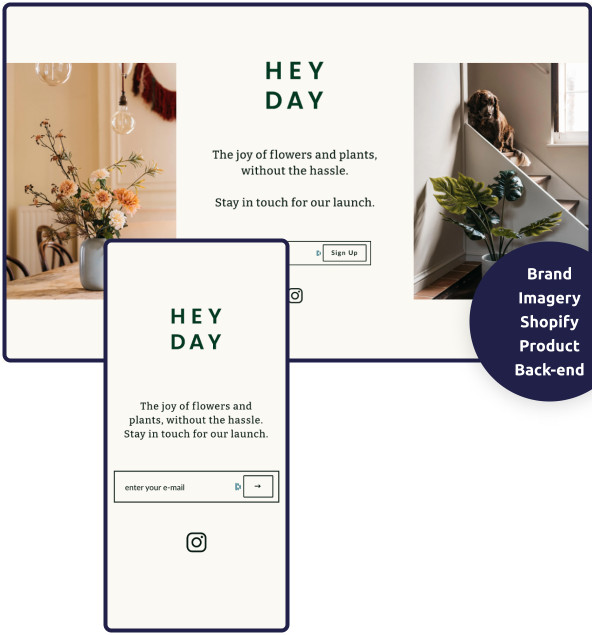 HEY
DAY
The joy of flowers and plants,
without the hassle.
Stay in touch for our launch.
Sign Up
Brand
Imagery
Shopify
Product
Back-end
HEY
DAY
The joy of flowers and
plants, without the hassle.
Stay in touch for our launch.
enter your e-mail
→